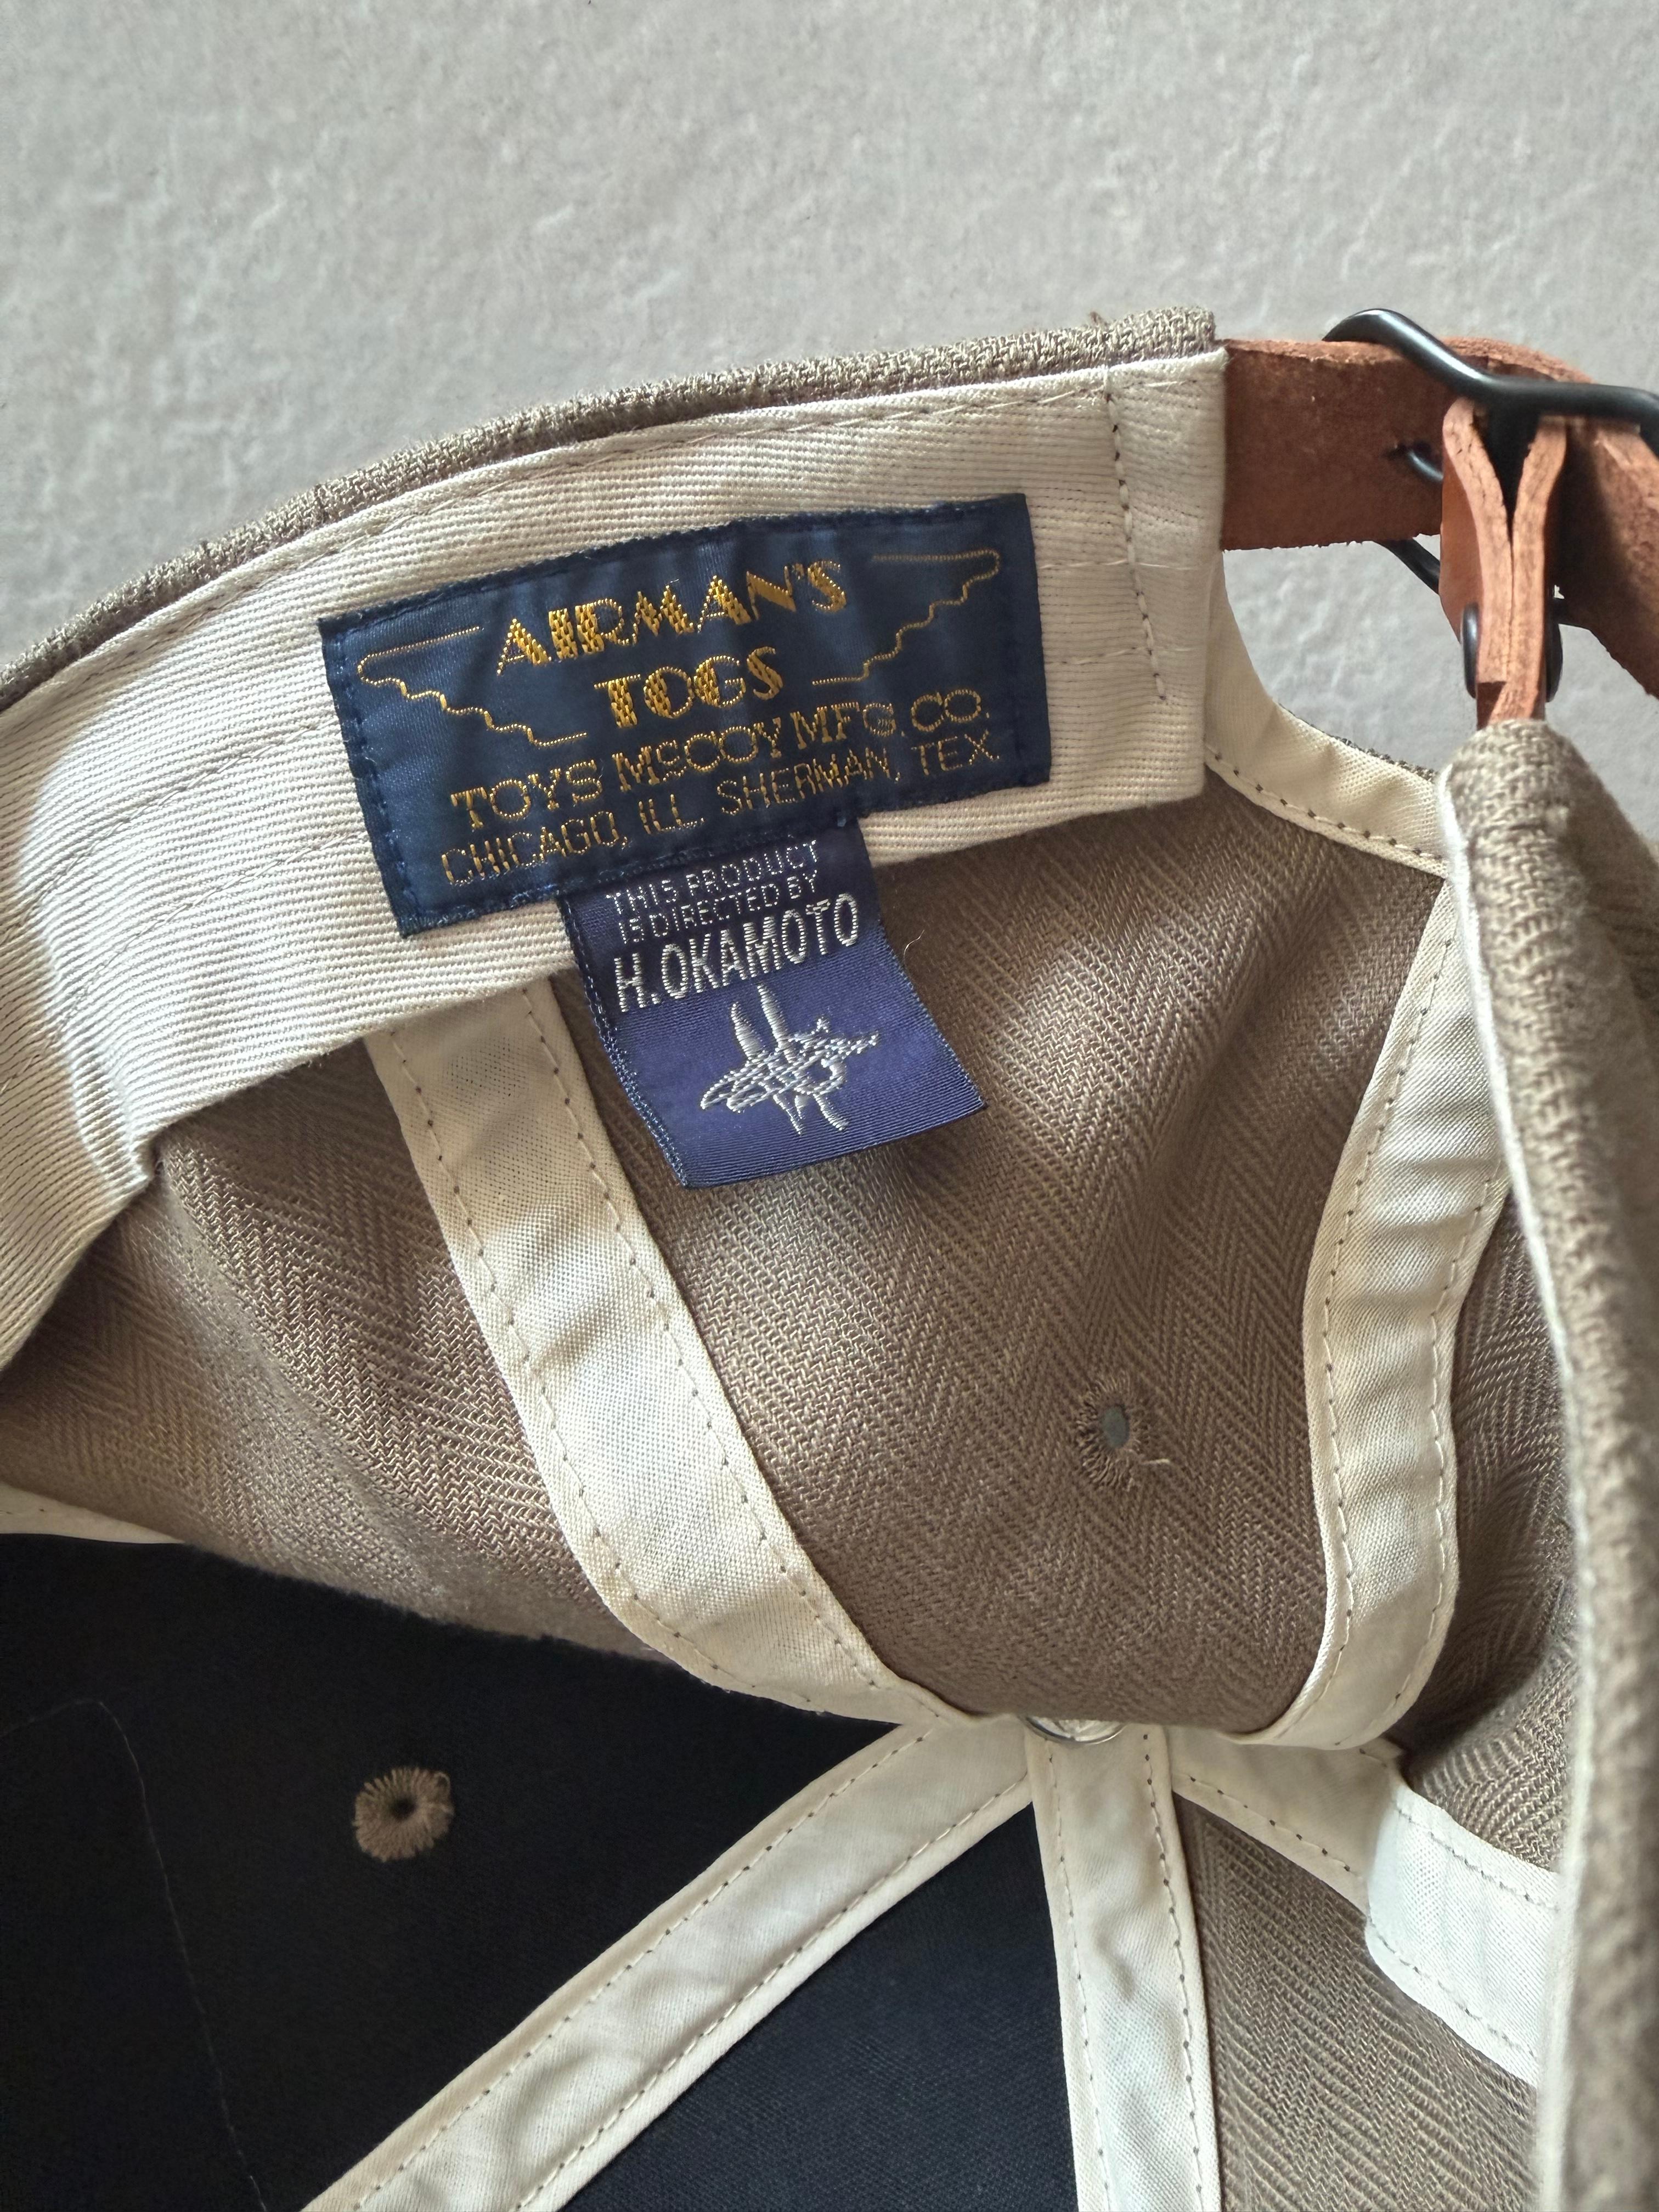 AIRMAN'S
TOGS
TOYS McCOY MFG. CO.
CHICAGO, ILL. SHERMAN, TEX.
THIS PRODUCT
IS DIRECTED BY
H.OKAMOTO